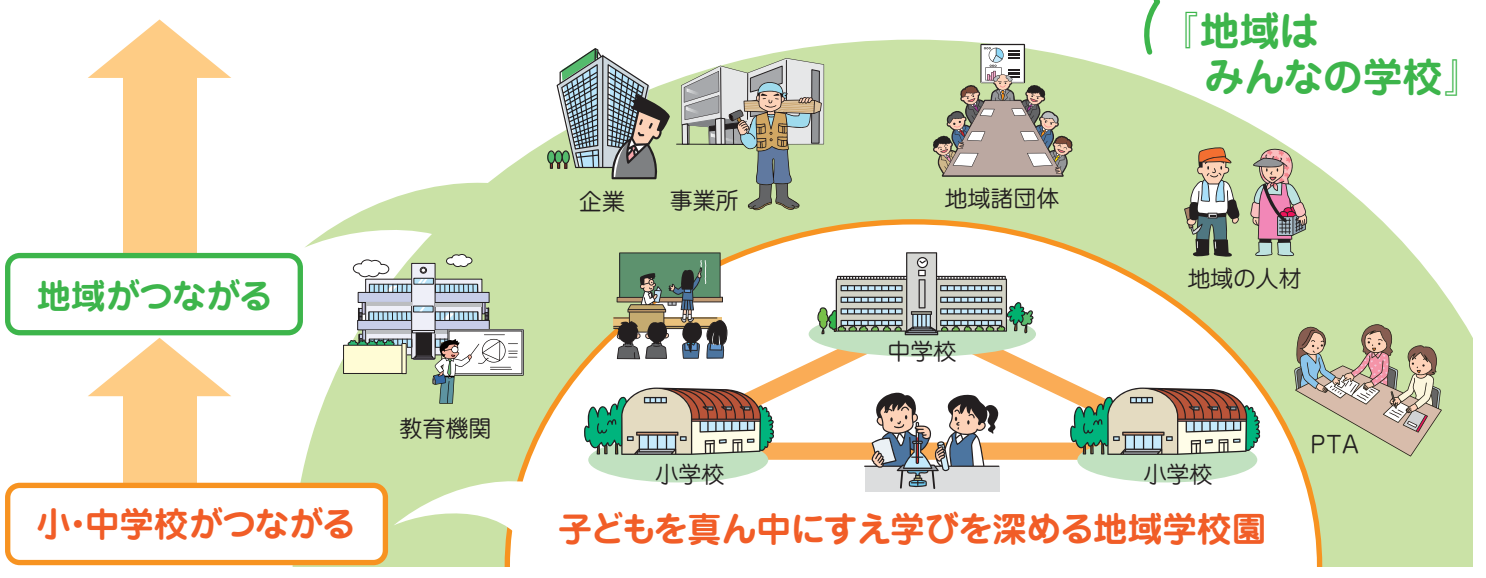 『地域は
みんなの学校』
企業
事業所
地域諸団体
地域の人材
地域がつながる
教育機関
中学校
小学校
小学校
PTA
小・中学校がつながる
子どもを真ん中にすえ学びを深める地域学校園